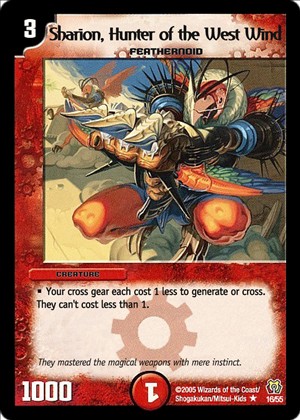 3
Sharion, Hunter of the West Wind
FEATHERNOID
CREATURE
▪ Your cross gear each cost 1 less to generate or cross.
They can't cost less than 1.
They mastered the magical weapons with mere instinct.
1000
1
©2005 Wizards of the Coast/
Shogakukan/Mitsui-Kids ★ 16/55